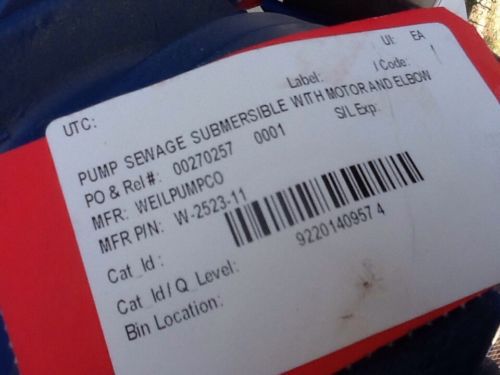 UTC:
Label:
UI: EA
/ Code: 1
PUMP SEWAGE SUBMERSIBLE WITH MOTOR AND ELBOW
PO & Rel#: 00270257 0001
S/L Exp:
MFR: WEILPUMPCO
MFR P/N: W-2523-11
Cat_Id :
9220140957 4
Cat_Id / Q Level:
Bin Location: